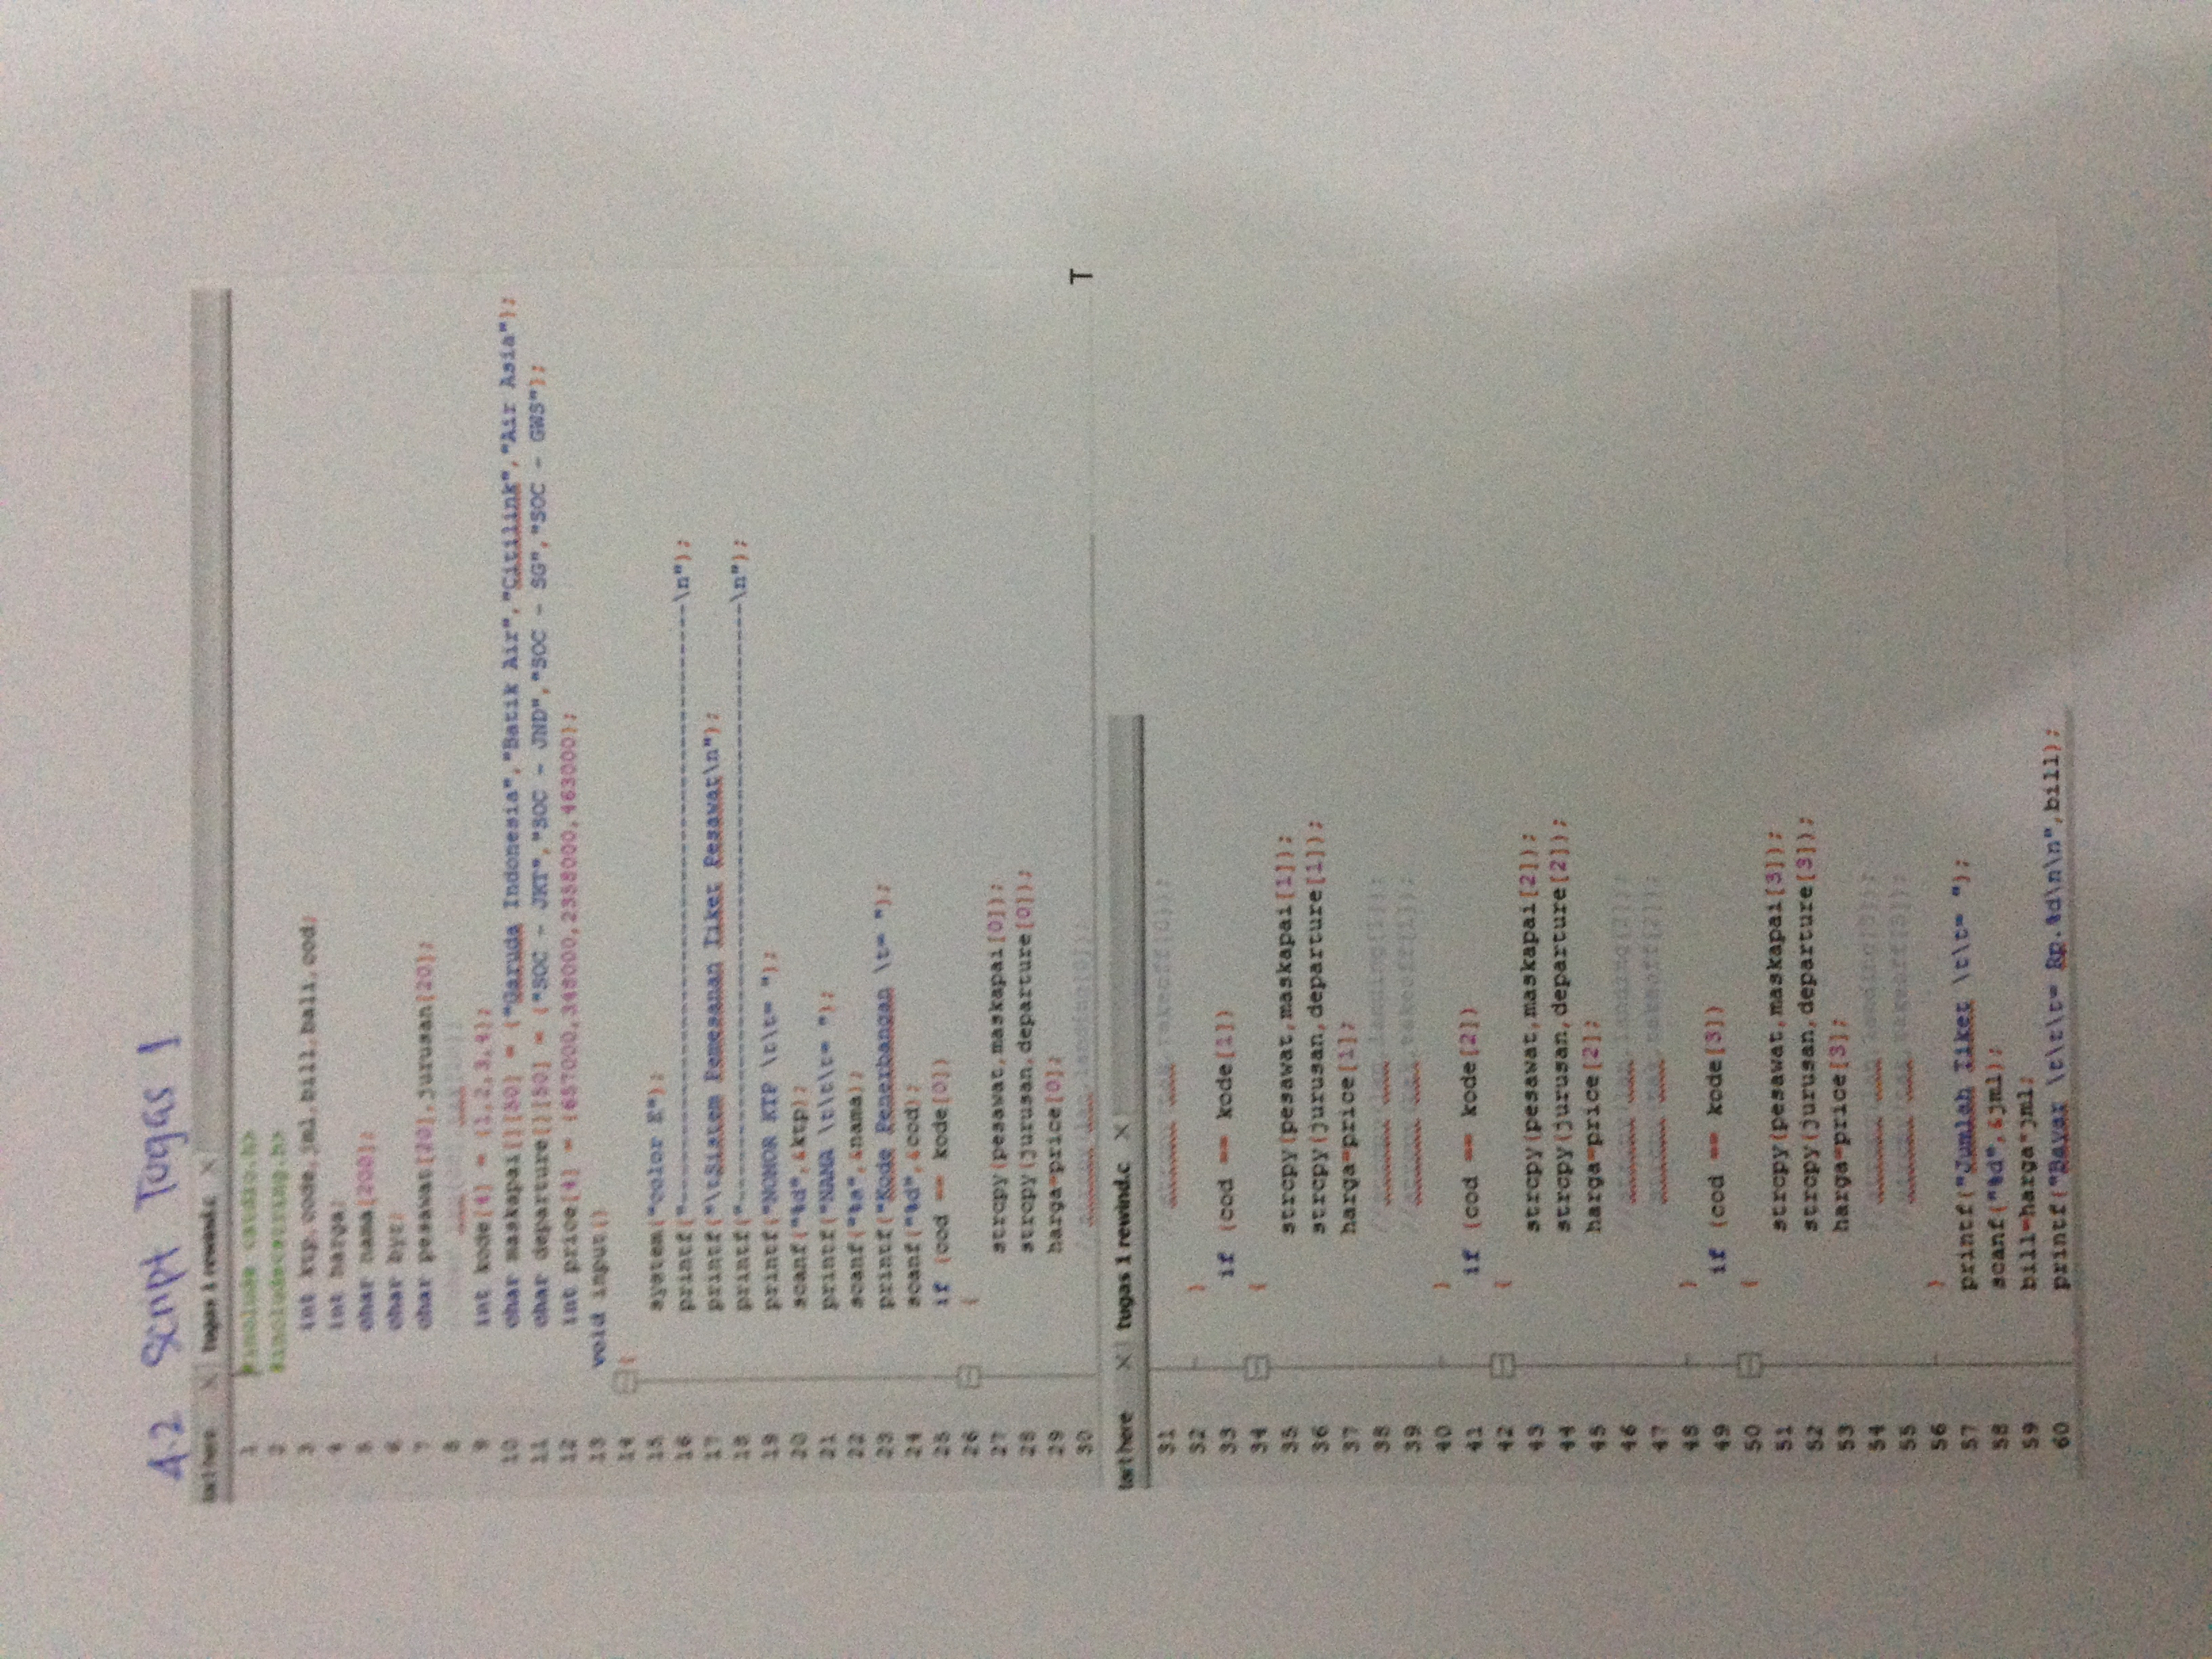 4.2 Script Tugas 1
tart here × tugas 1 rewind.c ×
1 #include <stdio.h>
2 #include<string.h>
3 int ktp,code,jml,bill,bali,cod;
4 int harga;
5 char nama[200];
6 char byr;
7 char pesawat[20],jurusan[20];
8
9 int kode[4] = {1,2,3,4};
10 char maskapai[][50] = {"Garuda Indonesia","Batik Air","Citilink","Air Asia"};
11 char departure[][50] = {"SOC - JKT","SOC - JND","SOC - SG","SOC - GWS"};
12 int price[4] = {657000,345000,2358000,463000};
13 void input()
14 {
15 system("color E");
16 printf("---------------------------------------------\n");
17 printf("\tSistem Pemesanan Tiket Pesawat\n");
18 printf("---------------------------------------------\n");
19 printf("NOMOR KTP \t\t= ");
20 scanf("%d",&ktp);
21 printf("NAMA \t\t\t= ");
22 scanf("%s",&nama);
23 printf("Kode Penerbangan \t= ");
24 scanf("%d",&cod);
25 if (cod == kode[0])
26 {
27 strcpy(pesawat,maskapai[0]);
28 strcpy(jurusan,departure[0]);
29 harga=price[0];
30 //strcpy(lan,landing[0]);
T
tart here × tugas 1 rewind.c ×
31 //strcpy(tak,takeoff[0]);
32 }
33 if (cod == kode[1])
34 {
35 strcpy(pesawat,maskapai[1]);
36 strcpy(jurusan,departure[1]);
37 harga=price[1];
38 //strcpy(lan,landing[1]);
39 //strcpy(tak,takeoff[1]);
40 }
41 if (cod == kode[2])
42 {
43 strcpy(pesawat,maskapai[2]);
44 strcpy(jurusan,departure[2]);
45 harga=price[2];
46 //strcpy(lan,landing[2]);
47 //strcpy(tak,takeoff[2]);
48 }
49 if (cod == kode[3])
50 {
51 strcpy(pesawat,maskapai[3]);
52 strcpy(jurusan,departure[3]);
53 harga=price[3];
54 //strcpy(lan,landing[3]);
55 //strcpy(tak,takeoff[3]);
56 }
57 printf("Jumlah Tiket \t\t= ");
58 scanf("%d",&jml);
59 bill=harga*jml;
60 printf("Bayar \t\t\t= Rp.%d\n\n",bill);